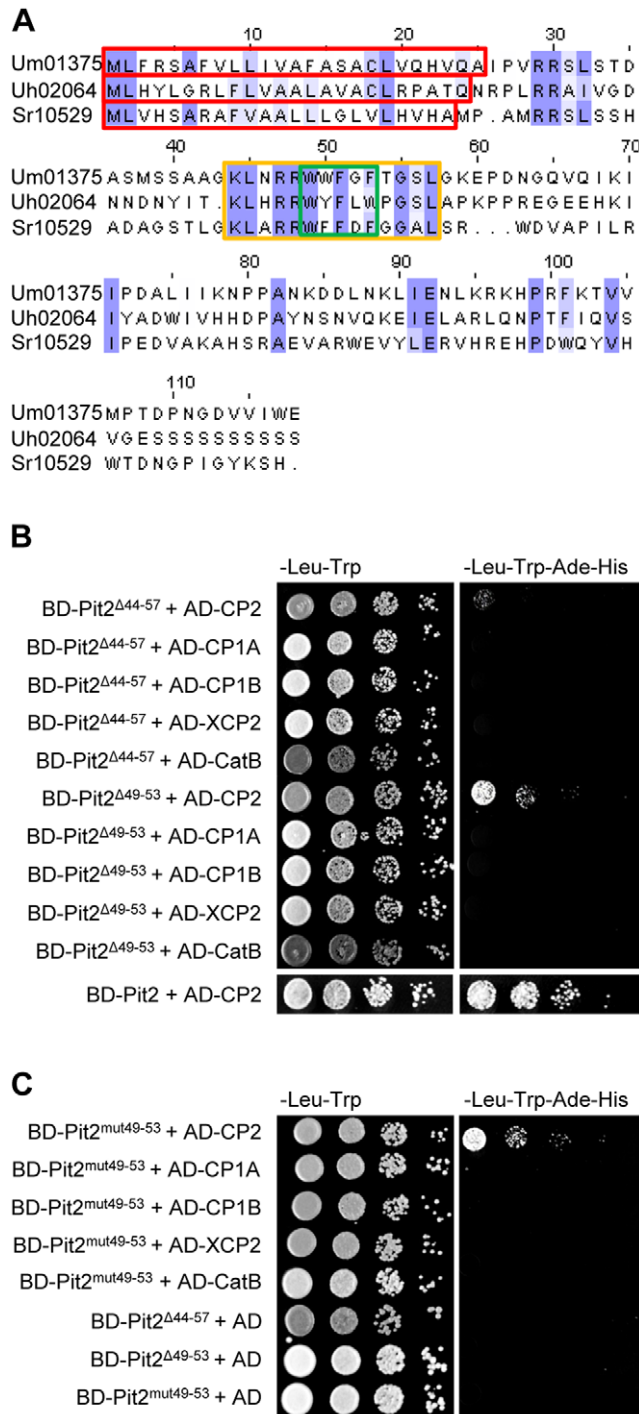 A
10 20 30
Um01375 MLFRSAFVLLIVAFASACLVQHVQAIPVRRSLSTD
Uh02064 MLHYLGRLFLVAALAVACLRPATQNRPLRRAIVGD
Sr10529 MLVHSARAFVAALLLGLVLHVHAMP.AMRRSLSSH
40 50 60 70
Um01375 ASMSSAAGKLNRRWWFGFTGSLGKEPDNGQVQIKI
Uh02064 NNDNYIT.KLHRRWYFLWPGSLAPKPPREGEEHKI
Sr10529 ADAGSTLGKLARRWFFDFGGALSR...WDVAPILR
80 90 100
Um01375 IPDALIIKNPPANKDDLNKLIENLKRKHPRFKTVV
Uh02064 IYADWIVHHDPAYNSNVQKEIELARLQNPTFIQVS
Sr10529 IPEDVAKAHSRAEVARWEVYLERVHREHPDWQYVH
110
Um01375 MPTDPNGDVVIWE
Uh02064 VGESSSSSSSSSS
Sr10529 WTDNGPIGYKSH.
B
-Leu-Trp -Leu-Trp-Ade-His
BD-Pit2Δ44-57 + AD-CP2
BD-Pit2Δ44-57 + AD-CP1A
BD-Pit2Δ44-57 + AD-CP1B
BD-Pit2Δ44-57 + AD-XCP2
BD-Pit2Δ44-57 + AD-CatB
BD-Pit2Δ49-53 + AD-CP2
BD-Pit2Δ49-53 + AD-CP1A
BD-Pit2Δ49-53 + AD-CP1B
BD-Pit2Δ49-53 + AD-XCP2
BD-Pit2Δ49-53 + AD-CatB
BD-Pit2 + AD-CP2
C
-Leu-Trp -Leu-Trp-Ade-His
BD-Pit2mut49-53 + AD-CP2
BD-Pit2mut49-53 + AD-CP1A
BD-Pit2mut49-53 + AD-CP1B
BD-Pit2mut49-53 + AD-XCP2
BD-Pit2mut49-53 + AD-CatB
BD-Pit2Δ44-57 + AD
BD-Pit2Δ49-53 + AD
BD-Pit2mut49-53 + AD